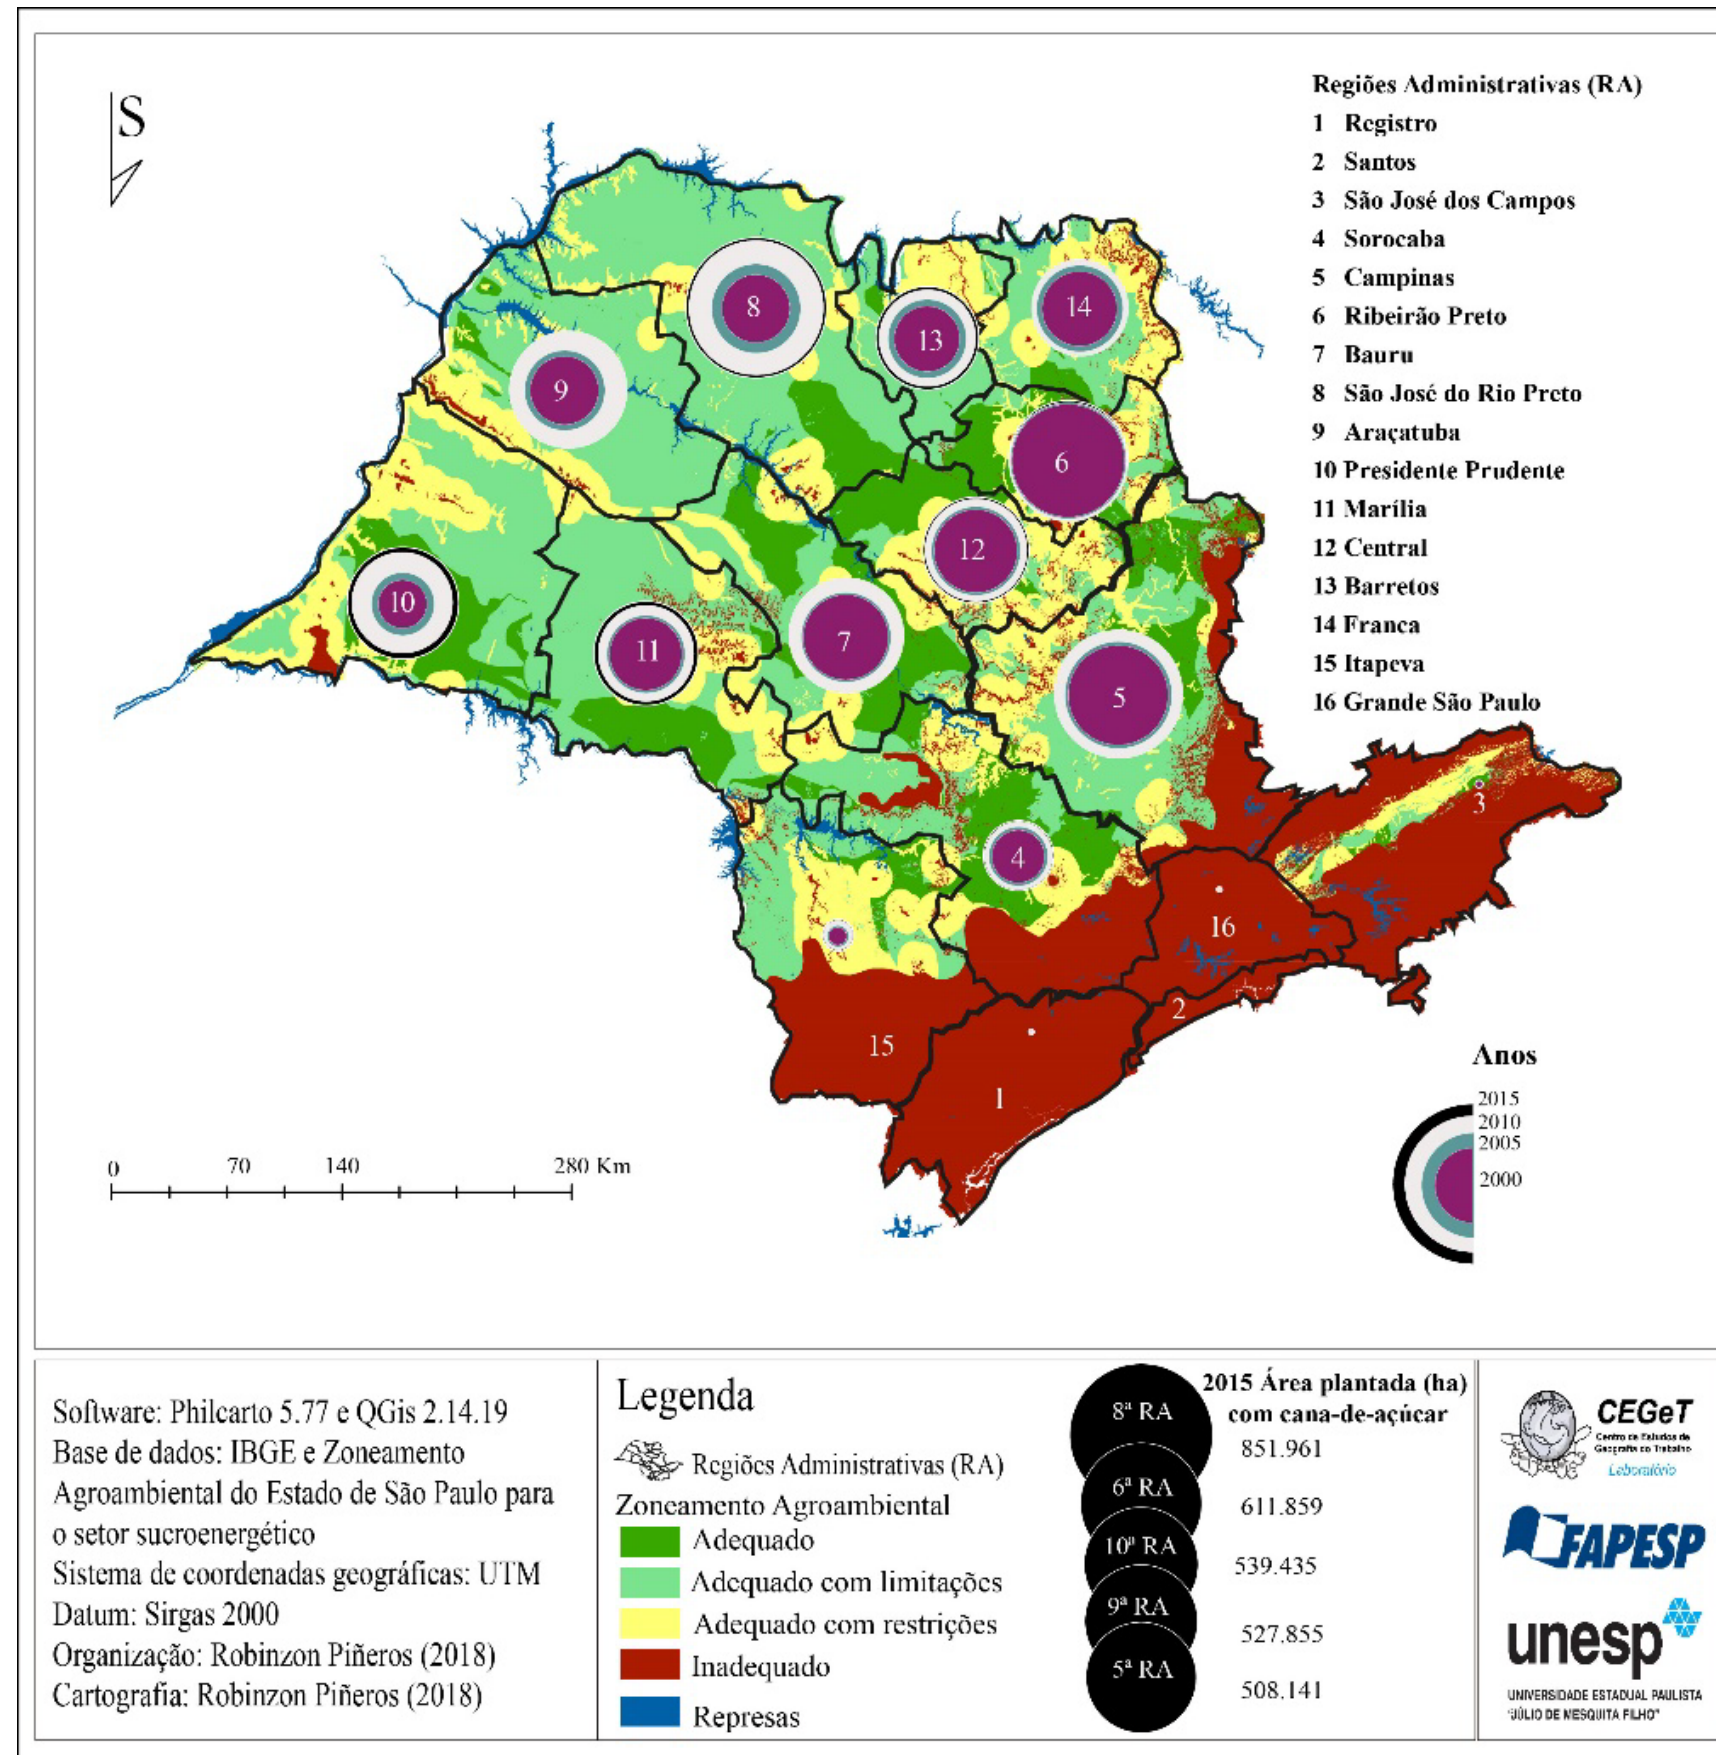 S
Regiões Administrativas (RA)
1 Registro
2 Santos
3 São José dos Campos
4 Sorocaba
5 Campinas
6 Ribeirão Preto
7 Bauru
8 São José do Rio Preto
9 Araçatuba
10 Presidente Prudente
11 Marília
12 Central
13 Barretos
14 Franca
15 Itapeva
16 Grande São Paulo
8
14
13
9
6
12
10
11
7
5
3
4
16
2
15
1
Anos
2015
2010
2005
2000
0 70 140 280 Km
Software: Philcarto 5.77 e QGis 2.14.19
Base de dados: IBGE e Zoneamento
Agroambiental do Estado de São Paulo para
o setor sucroenergético
Sistema de coordenadas geográficas: UTM
Datum: Sirgas 2000
Organização: Robinzon Piñeros (2018)
Cartografia: Robinzon Piñeros (2018)
Legenda
Regiões Administrativas (RA)
Zoneamento Agroambiental
Adequado
Adequado com limitações
Adequado com restrições
Inadequado
Represas
2015 Área plantada (ha)
com cana-de-açúcar
8ª RA 851.961
6ª RA 611.859
10ª RA 539.435
9ª RA 527.855
5ª RA 508.141
CEGeT
Centro de Estudos de
Geografia do Trabalho
Laboratório
FAPESP
unesp
UNIVERSIDADE ESTADUAL PAULISTA
"JÚLIO DE MESQUITA FILHO"